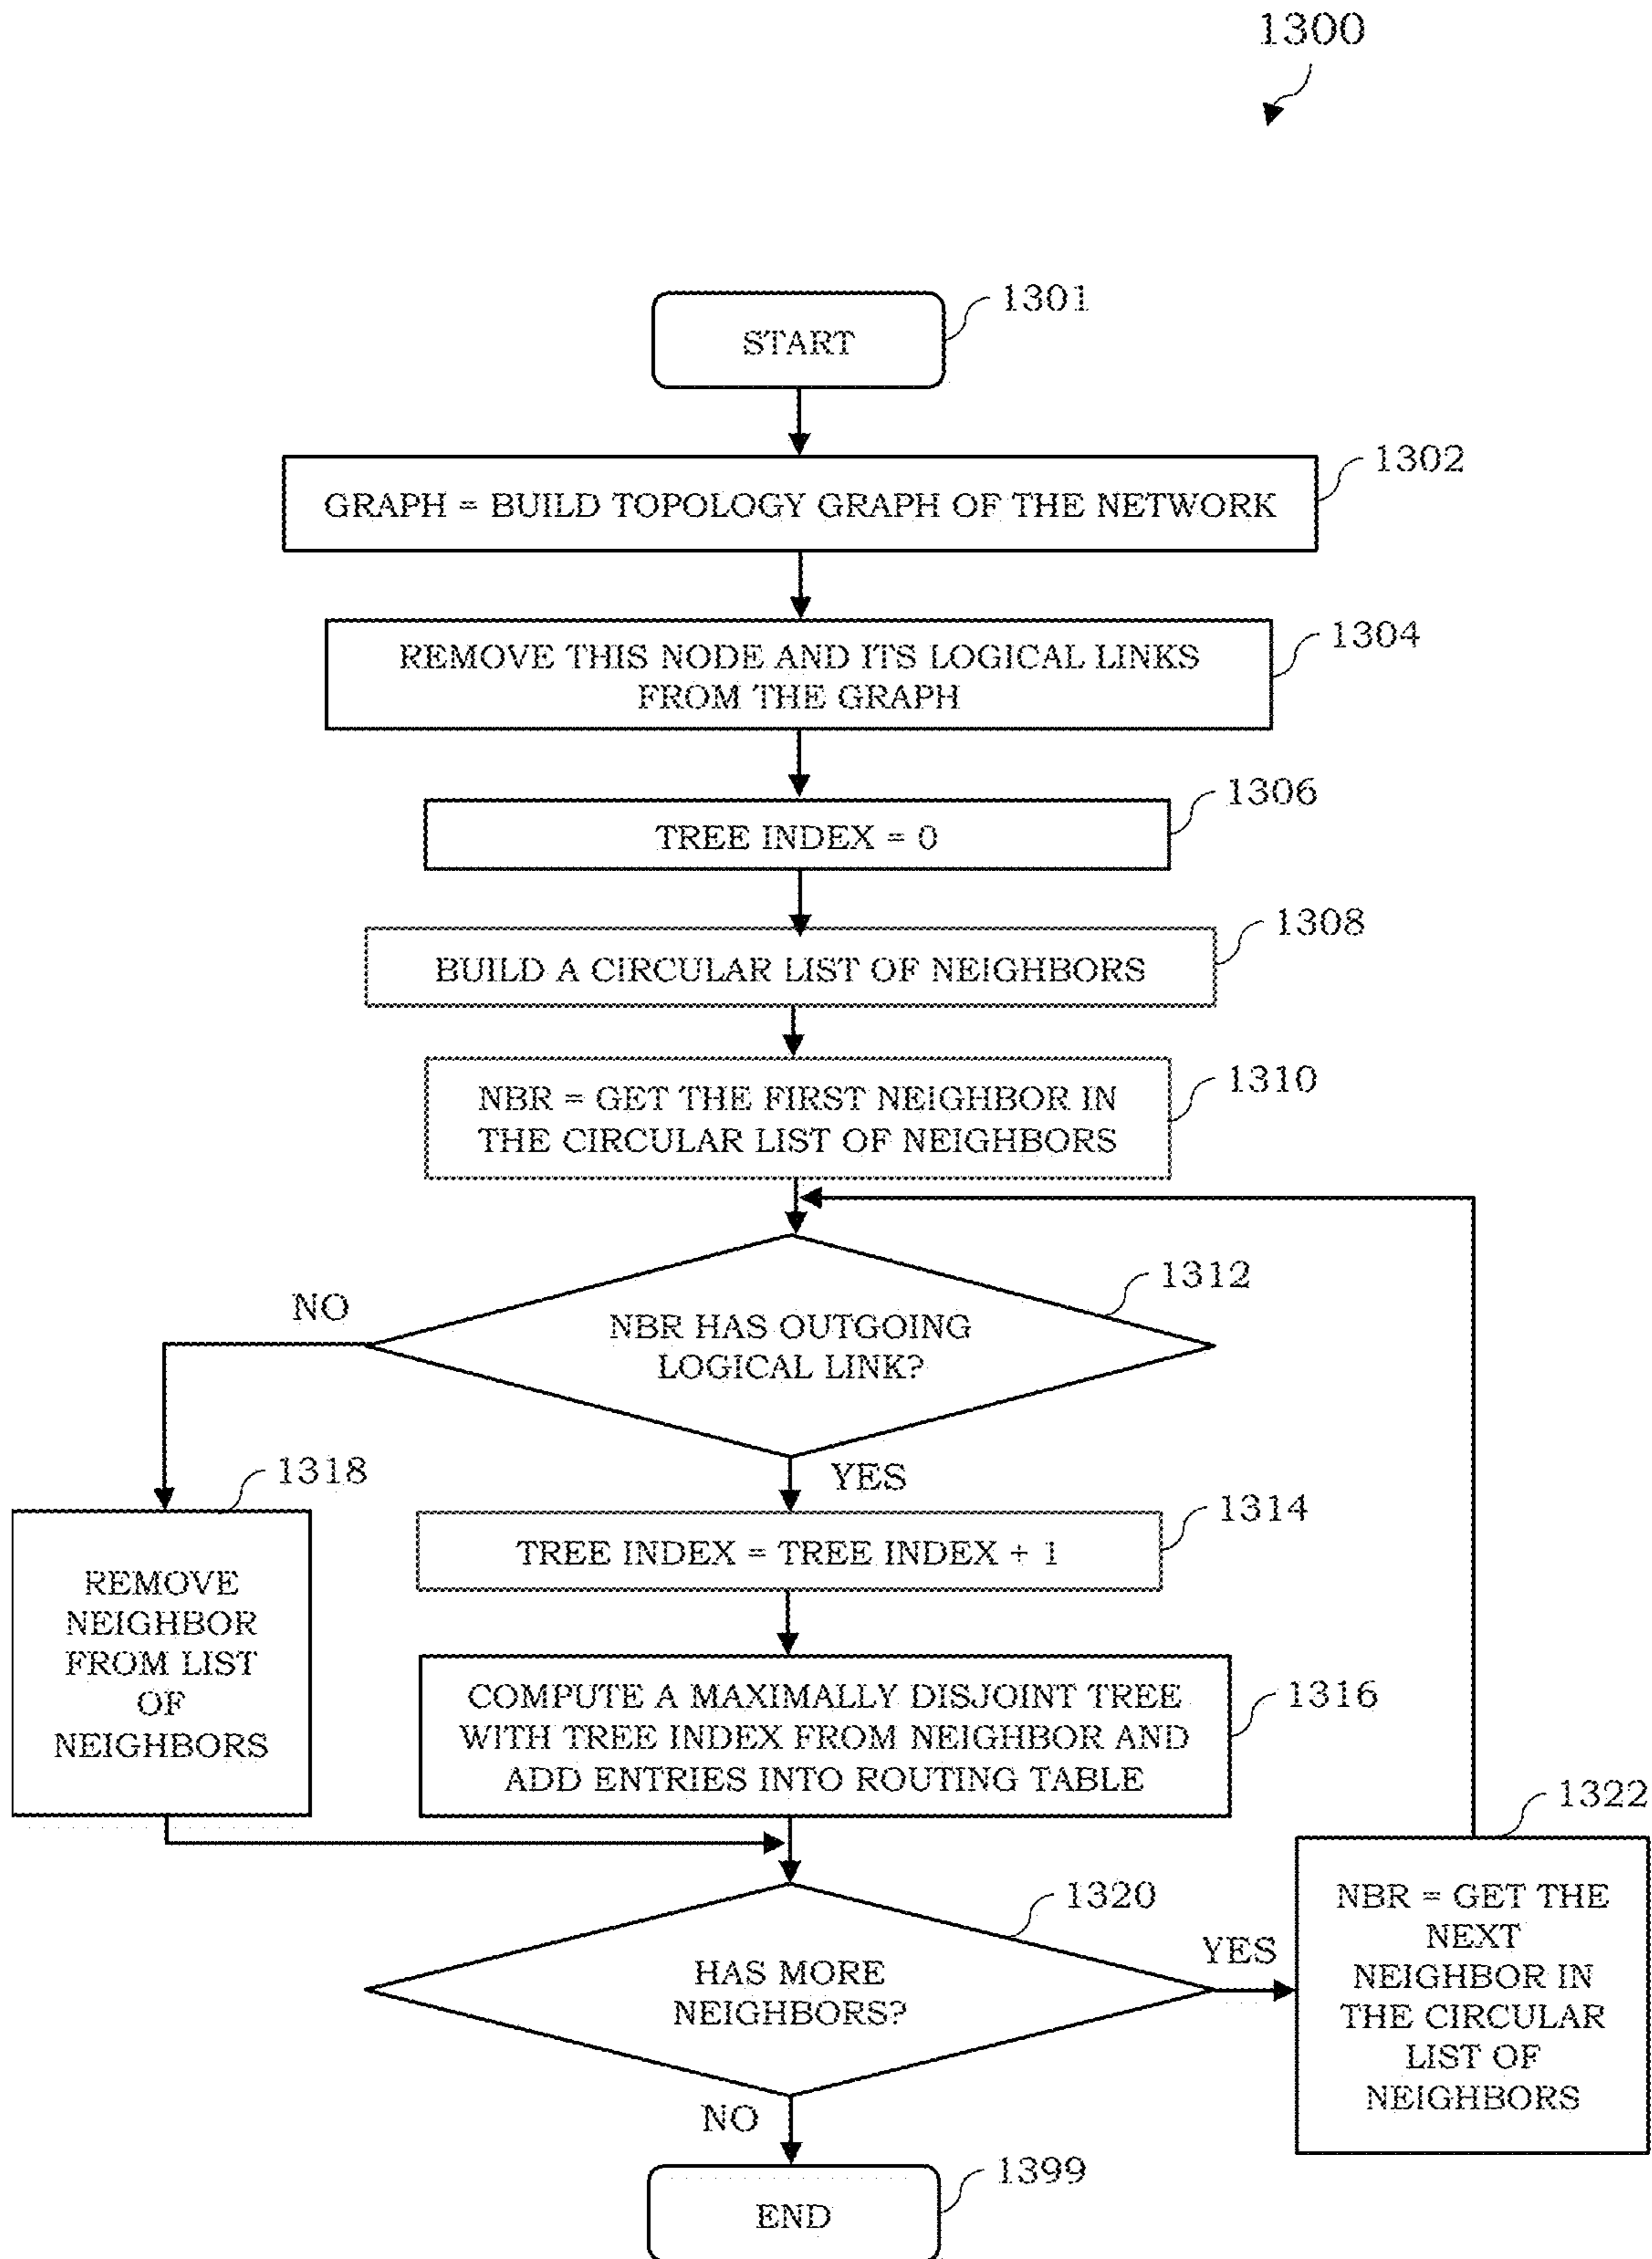 1300
1301
START
1302
GRAPH = BUILD TOPOLOGY GRAPH OF THE NETWORK
1304
REMOVE THIS NODE AND ITS LOGICAL LINKS
FROM THE GRAPH
1306
TREE INDEX = 0
1308
BUILD A CIRCULAR LIST OF NEIGHBORS
1310
NBR = GET THE FIRST NEIGHBOR IN
THE CIRCULAR LIST OF NEIGHBORS
1312
NO
NBR HAS OUTGOING
LOGICAL LINK?
YES
1318
REMOVE
NEIGHBOR
FROM LIST
OF
NEIGHBORS
1314
TREE INDEX = TREE INDEX + 1
1316
COMPUTE A MAXIMALLY DISJOINT TREE
WITH TREE INDEX FROM NEIGHBOR AND
ADD ENTRIES INTO ROUTING TABLE
1320
HAS MORE
NEIGHBORS?
YES
1322
NBR = GET THE
NEXT
NEIGHBOR IN
THE CIRCULAR
LIST OF
NEIGHBORS
NO
1399
END